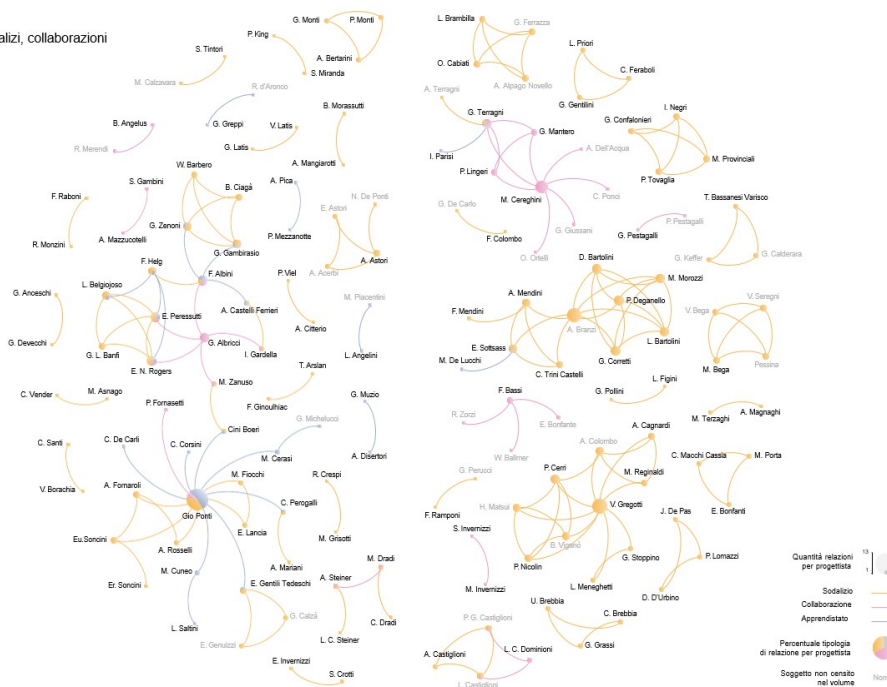 alizi, collaborazioni
G. Monti
P. Monti
P. King
A. Bertarini
S. Miranda
S. Tintori
M. Calzavara
R. d'Aronco
G. Greppi
B. Angelus
R. Merendi
V. Latis
G. Latis
B. Morassutti
A. Mangiarotti
W. Barbero
B. Ciagà
G. Zenoni
G. Gambirasio
S. Gambini
A. Mazzucotelli
A. Pica
P. Mezzanotte
N. De Ponti
E. Astori
A. Astori
A. Acerbi
F. Raboni
R. Monzini
F. Helg
F. Albini
L. Belgiojoso
E. Peressutti
G. L. Banfi
E. N. Rogers
G. Albricci
A. Castelli Ferrieri
I. Gardella
P. Viel
A. Citterio
M. Piacentini
L. Angelini
G. Anceschi
G. Devecchi
C. Vender
M. Asnago
M. Zanuso
T. Arslan
F. Ginoulhiac
P. Fornasetti
G. Muzio
G. Michelucci
A. Disertori
Cini Boeri
C. De Carli
C. Corsini
M. Cerasi
C. Santi
V. Borachia
A. Fornaroli
M. Fiocchi
R. Crespi
M. Grisotti
Gio Ponti
C. Perogalli
E. Lancia
A. Mariani
Eu.Soncini
A. Rosselli
Er. Soncini
M. Cuneo
L. Saltini
E. Gentili Tedeschi
G. Calzà
E. Genuizzi
A. Steiner
M. Dradi
C. Dradi
L. C. Steiner
E. Invernizzi
S. Crotti
L. Brambilla
G. Ferrazza
O. Cabiati
A. Alpago Novello
L. Priori
C. Feraboli
G. Gentilini
A. Terragni
G. Terragni
G. Mantero
I. Parisi
P. Lingeri
A. Dell'Acqua
M. Cereghini
C. Ponci
G. Giussani
O. Ortelli
G. Confalonieri
I. Negri
M. Provinciali
P. Tovaglia
G. De Carlo
F. Colombo
P. Pestagalli
G. Pestagalli
T. Bassanesi Varisco
G. Keffer
G. Calderara
D. Bartolini
M. Morozzi
A. Mendini
P. Deganello
F. Mendini
A. Branzi
L. Bartolini
E. Sottsass
G. Corretti
M. De Lucchi
C. Trini Castelli
V. Seregni
V. Bega
M. Bega
Pessina
F. Bassi
R. Zorzi
E. Bonfante
W. Ballmer
G. Pollini
L. Figini
M. Terzaghi
A. Magnaghi
A. Cagnardi
A. Colombo
P. Cerri
M. Reginaldi
G. Perucci
F. Ramponi
H. Matsui
V. Gregotti
B. Viganò
P. Nicolin
G. Stoppino
L. Meneghetti
C. Macchi Cassia
M. Porta
E. Bonfanti
J. De Pas
P. Lomazzi
D. D'Urbino
S. Invernizzi
M. Invernizzi
U. Brebbia
C. Brebbia
G. Grassi
P.G. Castiglioni
A. Castiglioni
L. C. Dominioni
L. Castiglioni
Quantità relazioni
per progettista
13
1
Sodalizio
Collaborazione
Apprendistato
Percentuale tipologia
di relazione per progettista
Soggetto non censito
nel volume